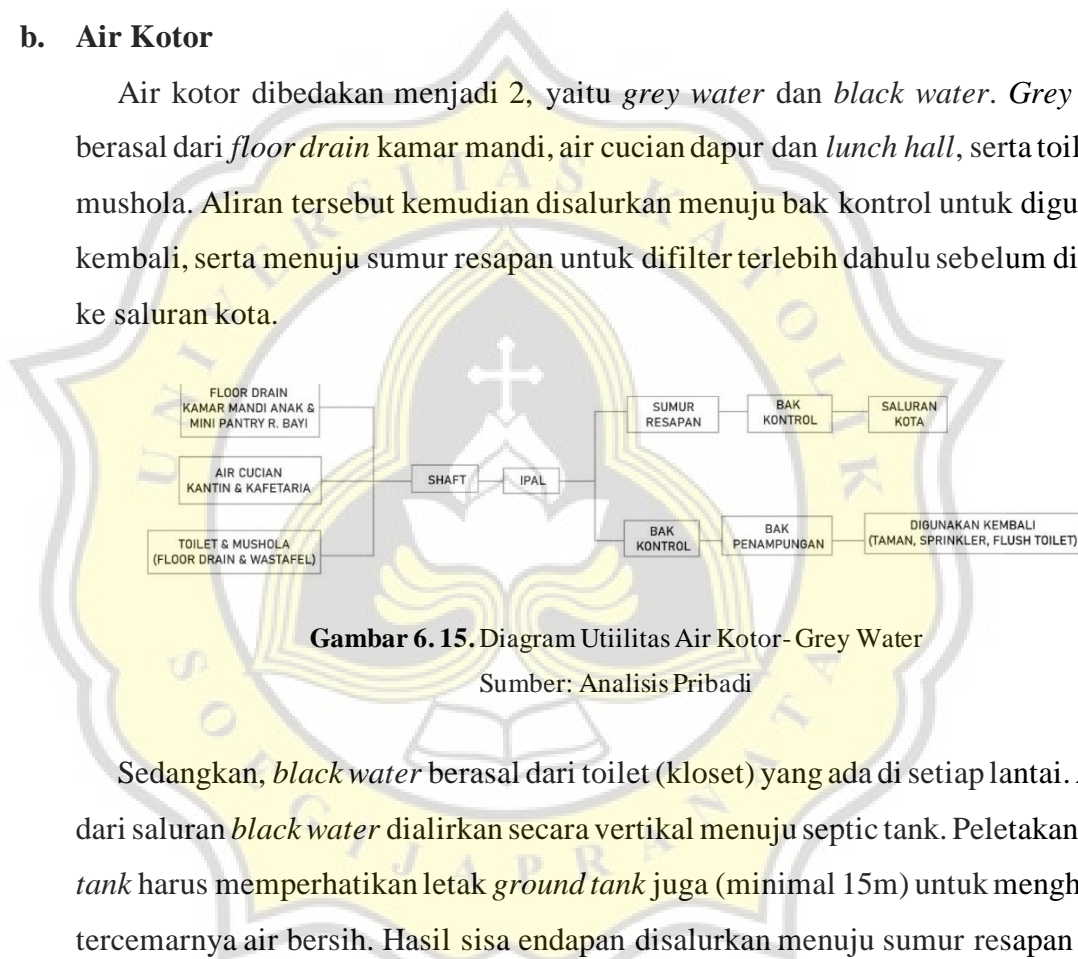 b. Air Kotor
Air kotor dibedakan menjadi 2, yaitu grey water dan black water. Grey
berasal dari floor drain kamar mandi, air cucian dapur dan lunch hall, serta toil
mushola. Aliran tersebut kemudian disalurkan menuju bak kontrol untuk digu
kembali, serta menuju sumur resapan untuk difilter terlebih dahulu sebelum di
ke saluran kota.
FLOOR DRAIN
KAMAR MANDI ANAK &
MINI PANTRY R. BAYI
AIR CUCIAN
KANTIN & KAFETARIA
TOILET & MUSHOLA
(FLOOR DRAIN & WASTAFEL)
SHAFT
IPAL
SUMUR
RESAPAN
BAK
KONTROL
SALURAN
KOTA
BAK
KONTROL
BAK
PENAMPUNGAN
DIGUNAKAN KEMBALI
(TAMAN, SPRINKLER, FLUSH TOILET)
Gambar 6. 15. Diagram Utiilitas Air Kotor- Grey Water
Sumber: Analisis Pribadi
Sedangkan, black water berasal dari toilet (kloset) yang ada di setiap lantai.
dari saluran black water dialirkan secara vertikal menuju septic tank. Peletakan
tank harus memperhatikan letak ground tank juga (minimal 15m) untuk mengh
tercemarnya air bersih. Hasil sisa endapan disalurkan menuju sumur resapan
UNIVERSITAS KATOLIK
SOEGIJAPRANATA